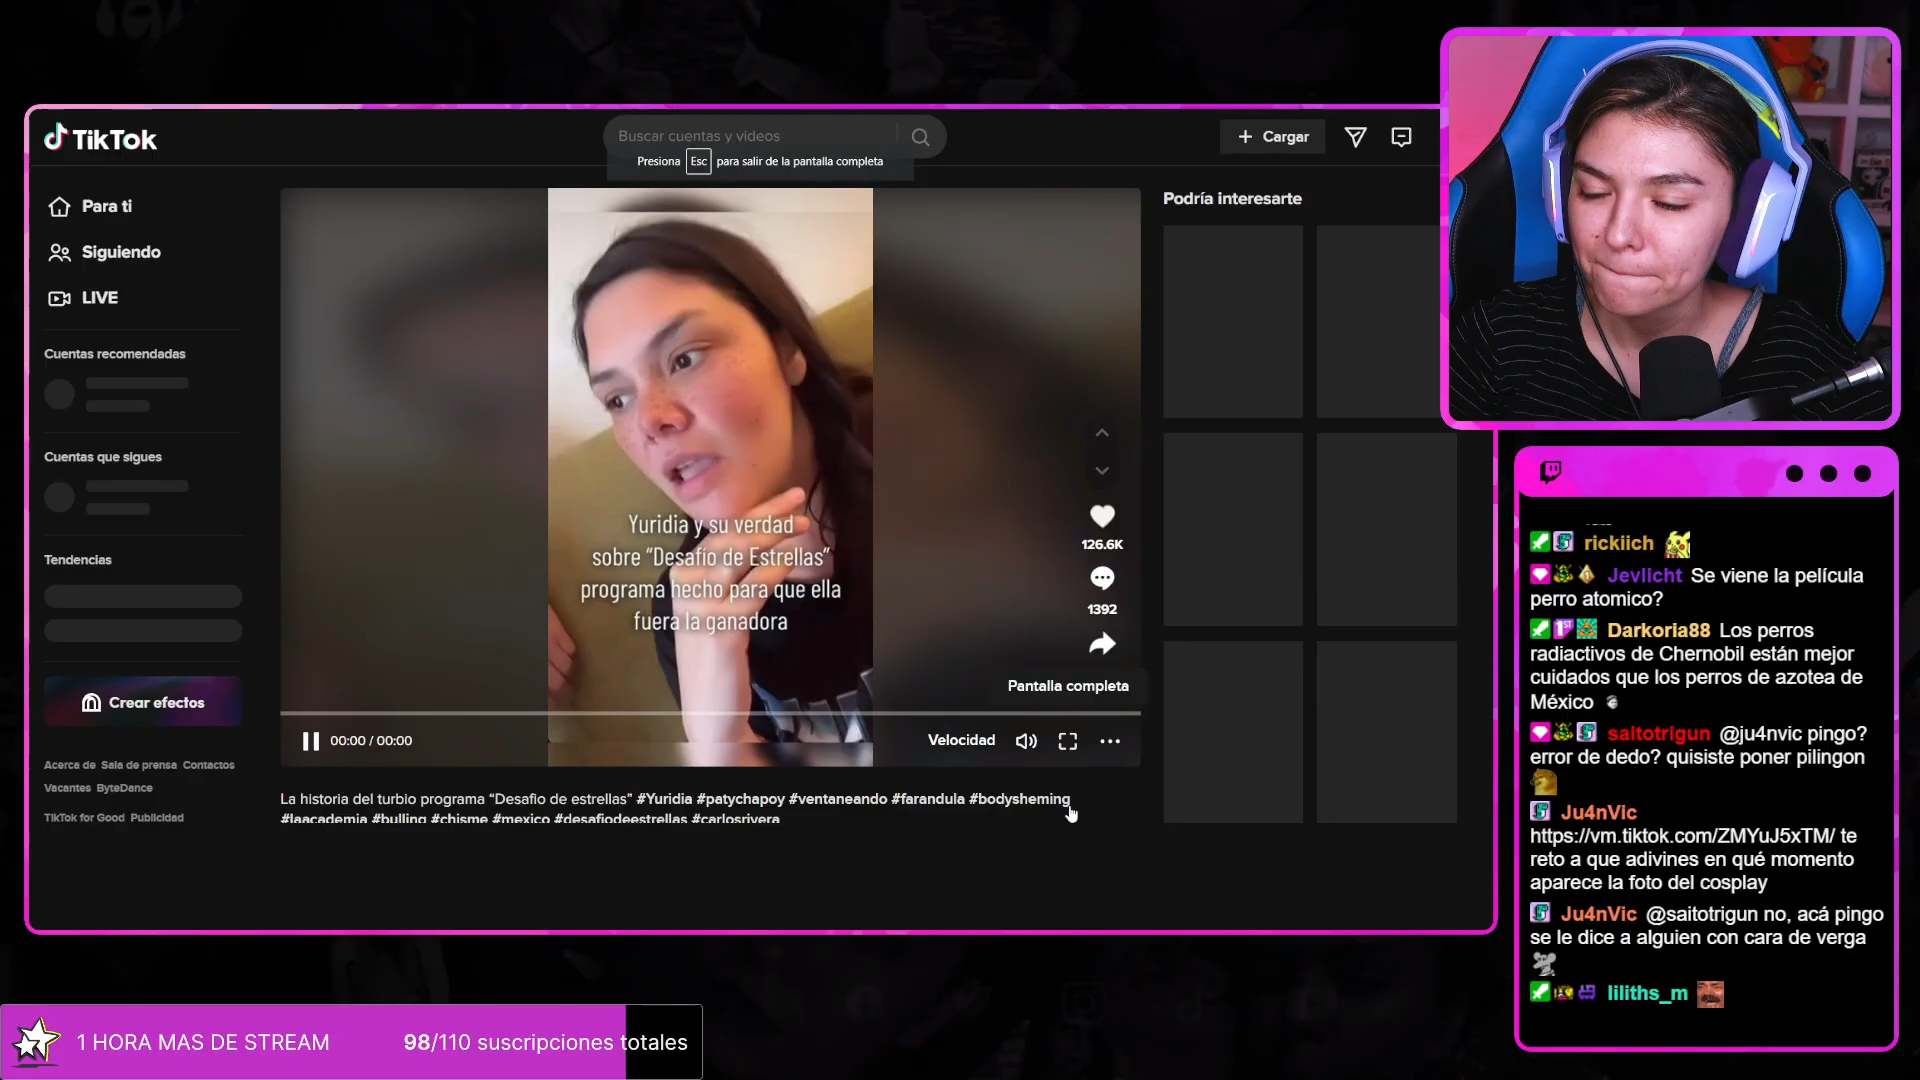 TikTok
Buscar cuentas y videos
Presiona Esc para salir de la pantalla completa
+ Cargar
Para ti
Siguiendo
LIVE
Cuentas recomendadas
Cuentas que sigues
Tendencias
Crear efectos
Acerca de Sala de prensa Contactos
Vacantes ByteDance
TikTok for Good Publicidad
Yuridia y su verdad
sobre “Desafío de Estrellas”
programa hecho para que ella
fuera la ganadora
126.6K
1392
Pantalla completa
00:00 / 00:00
Velocidad
La historia del turbio programa “Desafio de estrellas” #Yuridia #patychapoy #ventaneando #farandula #bodysheming
#laacademia #bulling #chisme #mexico #desafiodeestrellas #carlosrivera
Podría interesarte
rickiich
Jevlicht Se viene la película
perro atomico?
Darkoria88 Los perros
radiactivos de Chernobil están mejor
cuidados que los perros de azotea de
México
saitotrigun @ju4nvic pingo?
error de dedo? quisiste poner pilingon
Ju4nVic
https://vm.tiktok.com/ZMYuJ5xTM/ te
reto a que adivines en qué momento
aparece la foto del cosplay
Ju4nVic @saitotrigun no, acá pingo
se le dice a alguien con cara de verga
liliths_m
1 HORA MAS DE STREAM
98/110 suscripciones totales